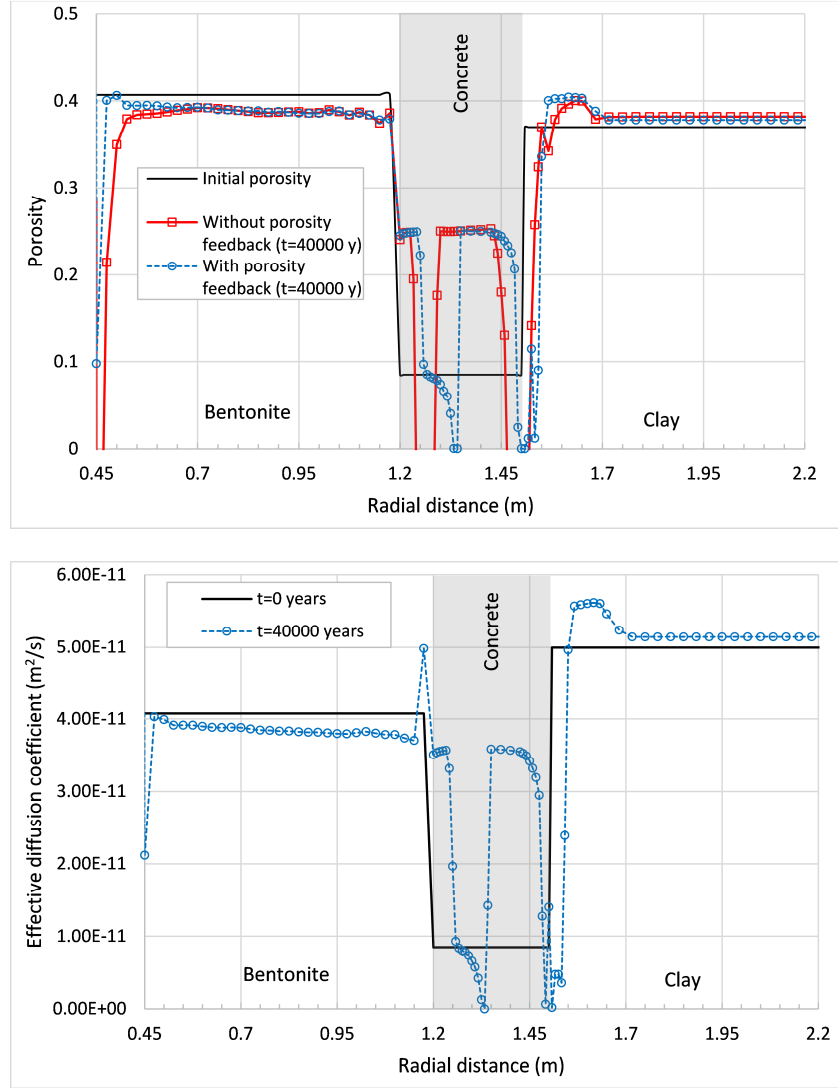 0.5
0.4
0.3
0.2
0.1
0
Porosity
Concrete
Initial porosity
Without porosity
feedback (t=40000 y)
With porosity
feedback (t=40000 y)
Bentonite
Clay
0.45
0.7
0.95
1.2
1.45
1.7
1.95
2.2
Radial distance (m)
6.00E-11
5.00E-11
4.00E-11
3.00E-11
2.00E-11
1.00E-11
0.00E+00
Effective diffusion coefficient (m²/s)
t=0 years
t=40000 years
Concrete
Bentonite
Clay
0.45
0.7
0.95
1.2
1.45
1.7
1.95
2.2
Radial distance (m)